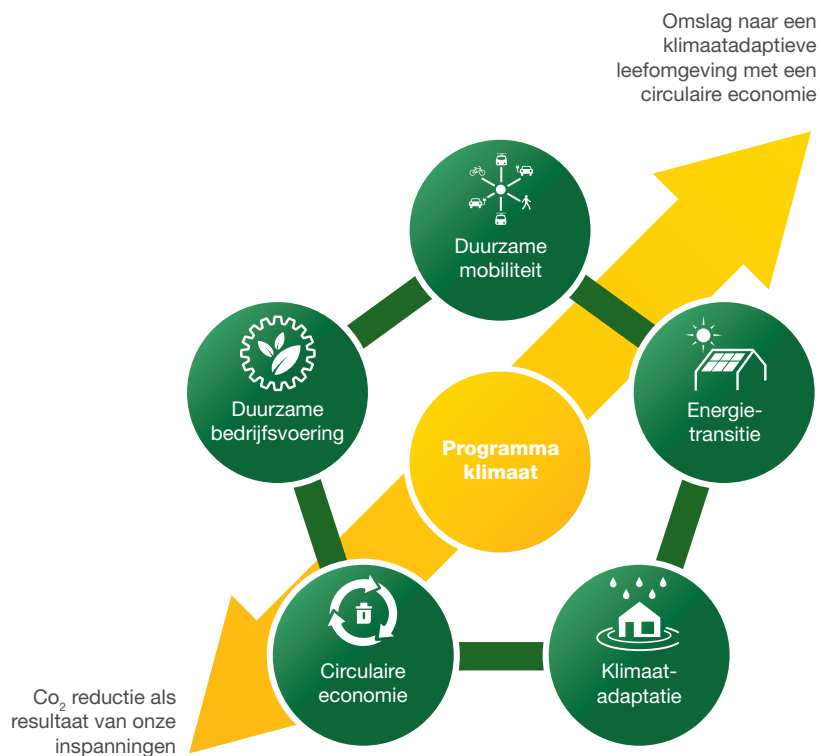 Omslag naar een
klimaatadaptieve
leefomgeving met een
circulaire economie
Duurzame
mobiliteit
Duurzame
bedrijfsvoering
Energie-
transitie
Programma
klimaat
Circulaire
economie
Klimaat-
adaptatie
Co₂ reductie als
resultaat van onze
inspanningen